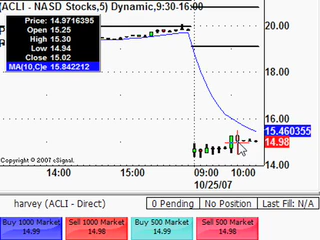 (ACLI - NASD Stocks,5) Dynamic,9:30-16:00
Price: 14.9716395
Open 15.25
High 15.30
Low 14.94
Close 15.02
MA(10,C)e 15.842212
20.00
19.00
18.00
17.00
16.00
15.460355
14.98
14.00
Copyright © 2007 eSignal.
14:00
15:00
09:00
10:00
10/25/07
harvey (ACLI - Direct)
0 Pending
No Position
Last Fill: N/A
Buy 1000 Market
14.99
Sell 1000 Market
14.98
Buy 500 Market
14.99
Sell 500 Market
14.98